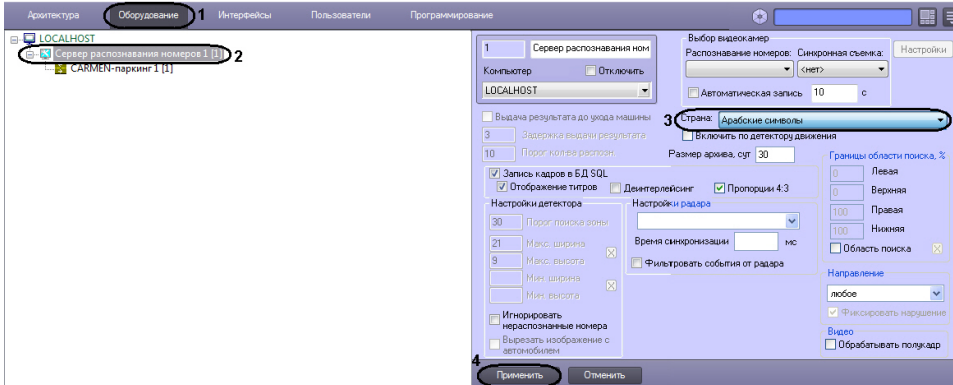 Архитектура Оборудование 1 Интерфейсы Пользователи Программирование
LOCALHOST
Сервер распознавания номеров 1 [1] 2
CARMEN-паркинг 1 [1]
1 Сервер распознавания ном
Компьютер Отключить
LOCALHOST
Выбор видеокамер
Распознавание номеров: Синхронная съемка: Настройки
<нет>
Автоматическая запись 10 с
Выдача результата до ухода машины
3 Страна: Арабские символы
3 Задержка выдачи результата
Включить по детектору движения
10 Порог кол-ва распозн.
Размер архива, сут 30
Границы области поиска, %
0 Левая
0 Верхняя
100 Правая
100 Нижняя
Область поиска
Запись кадров в БД SQL
Отображение титров Деинтерлейсинг Пропорции 4:3
Настройки детектора
30 Порог поиска зоны
21 Макс. ширина
9 Макс. высота
Мин. ширина
Мин. высота
Игнорировать
нераспознанные номера
Вырезать изображение с
автомобилем
Настройки радара
Время синхронизации мс
Фильтровать события от радара
Направление
любое
Фиксировать нарушение
Видео
Обрабатывать полукадр
4
Применить Отменить